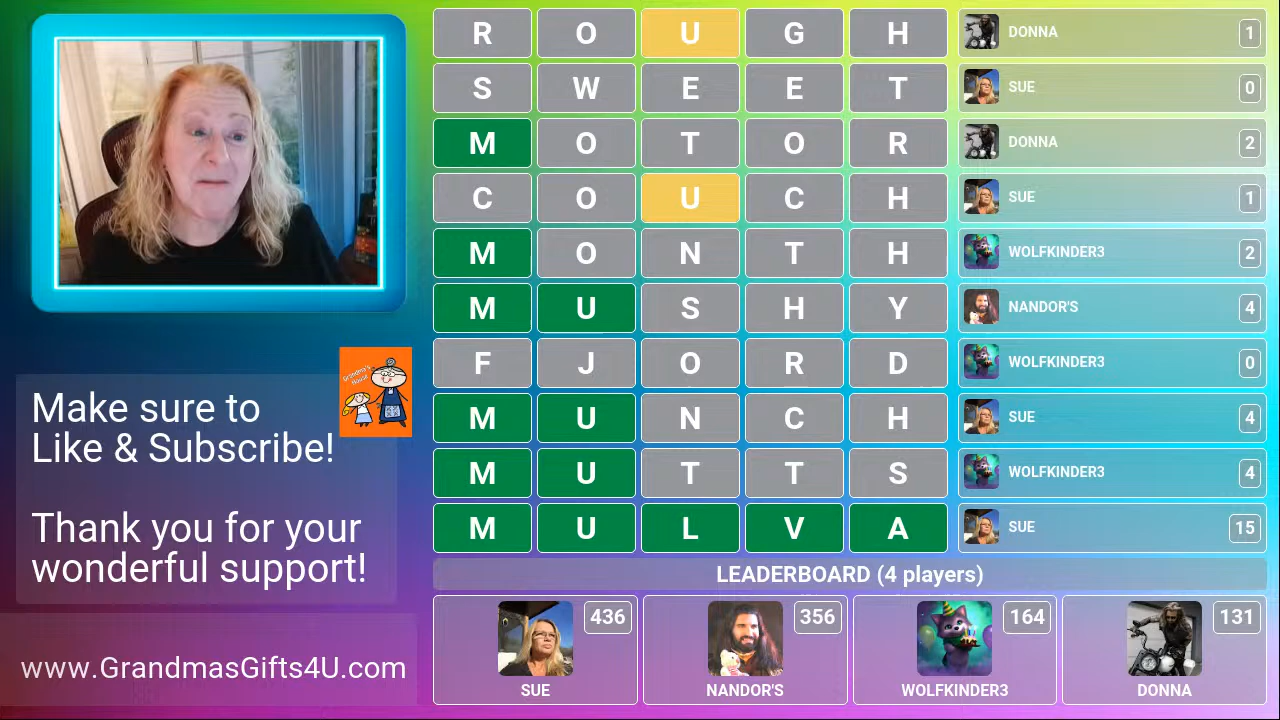 R O U G H DONNA 1
S W E E T SUE 0
M O T O R DONNA 2
C O U C H SUE 1
M O N T H WOLFKINDER3 2
M U S H Y NANDOR'S 4
F J O R D WOLFKINDER3 0
M U N C H SUE 4
M U T T S WOLFKINDER3 4
M U L V A SUE 15
LEADERBOARD (4 players)
436 356 164 131
SUE NANDOR'S WOLFKINDER3 DONNA
Grandma's
House
Make sure to
Like & Subscribe!
Thank you for your
wonderful support!
www.GrandmasGifts4U.com